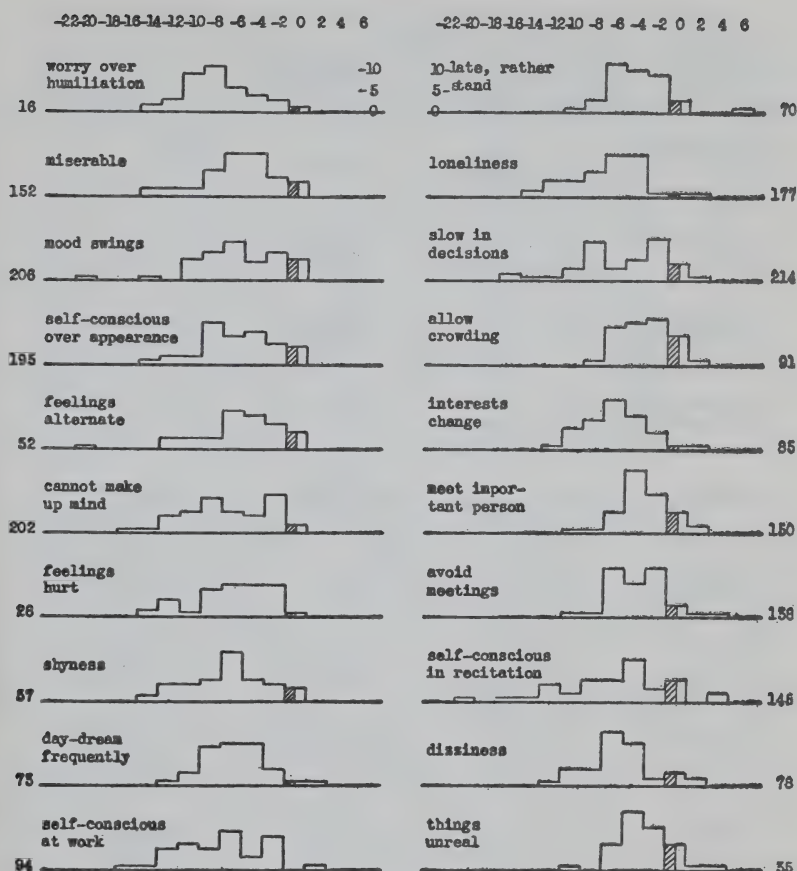 -22-20-18-16-14-12-10 -8 -6 -4 -2 0 2 4 6
worry over
humiliation
-10
-5
0
16
miserable
152
mood swings
206
self-conscious
over appearance
195
feelings
alternate
52
cannot make
up mind
202
feelings
hurt
26
shyness
day-dream
frequently
75
self-conscious
at work
94
-22-20-18-16-14-12-10 -8 -6 -4 -2 0 2 4 6
10-late, rather
5-stand
0
70
loneliness
177
slow in
decisions
214
allow
crowding
91
interests
change
85
meet impor-
tant person
150
avoid
meetings
self-conscious
in recitation
dizziness
78
things
unreal